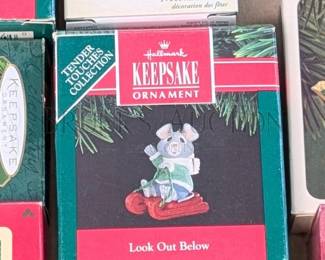 décoration des fêtes
TENDER
TOUCHES
COLLECTION
Hallmark
KEEPSAKE
ORNAMENT
KEEPSAKE
Look Out Below